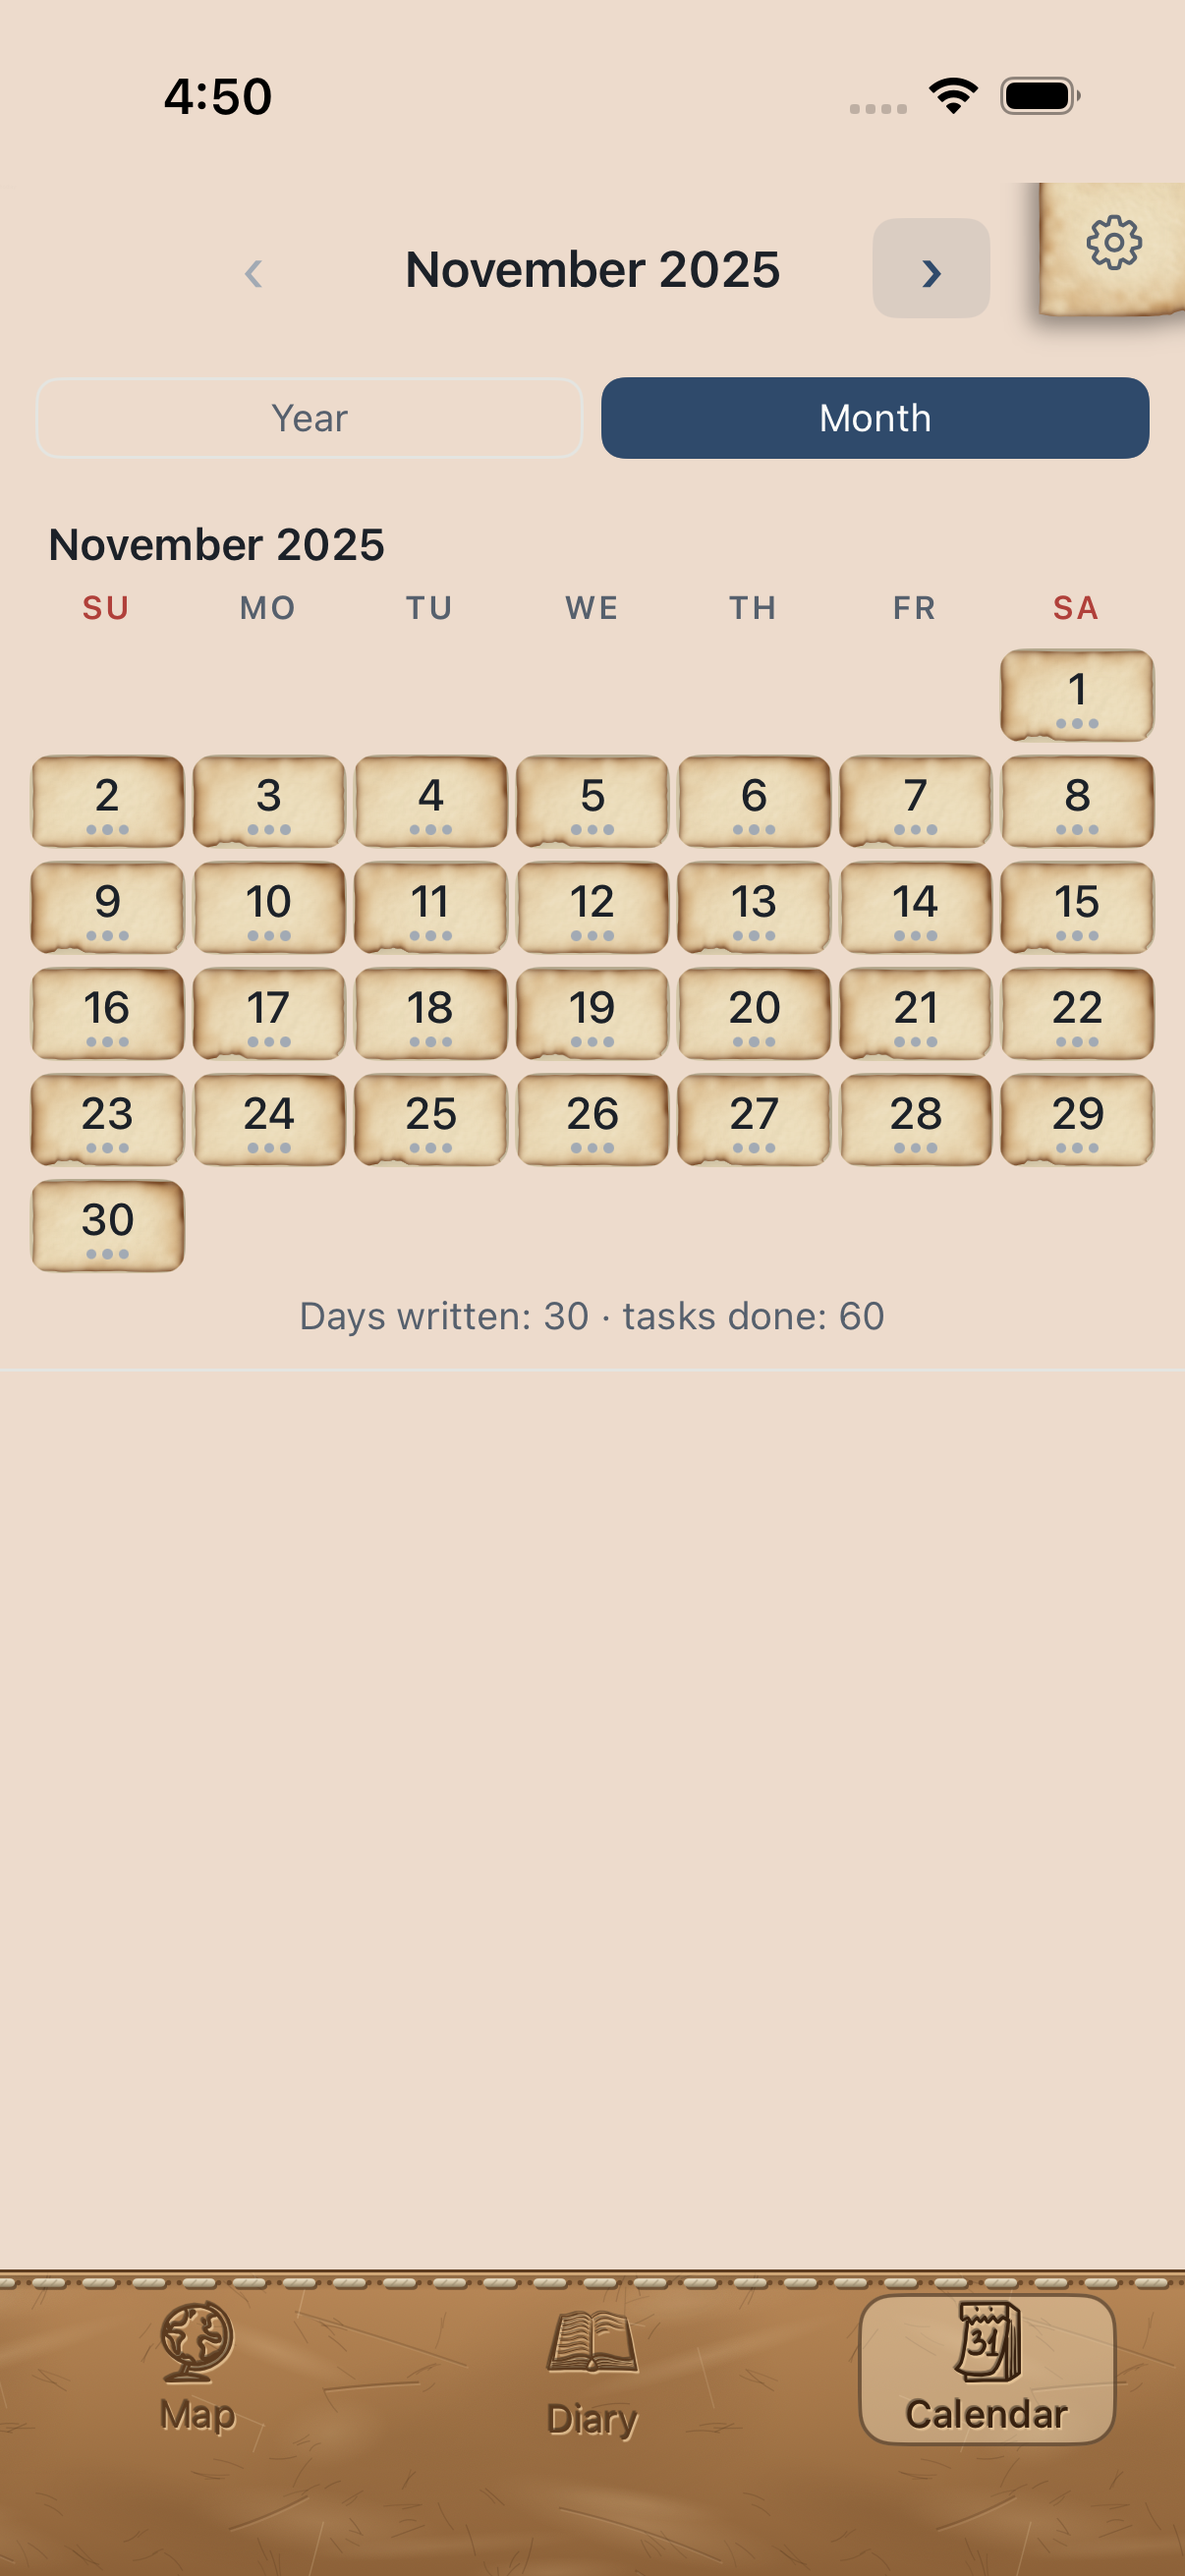 4:50
‹ November 2025 ›
Year Month
November 2025
SU MO TU WE TH FR SA
1
2 3 4 5 6 7 8
9 10 11 12 13 14 15
16 17 18 19 20 21 22
23 24 25 26 27 28 29
30
Days written: 30 · tasks done: 60
31
Map Diary Calendar